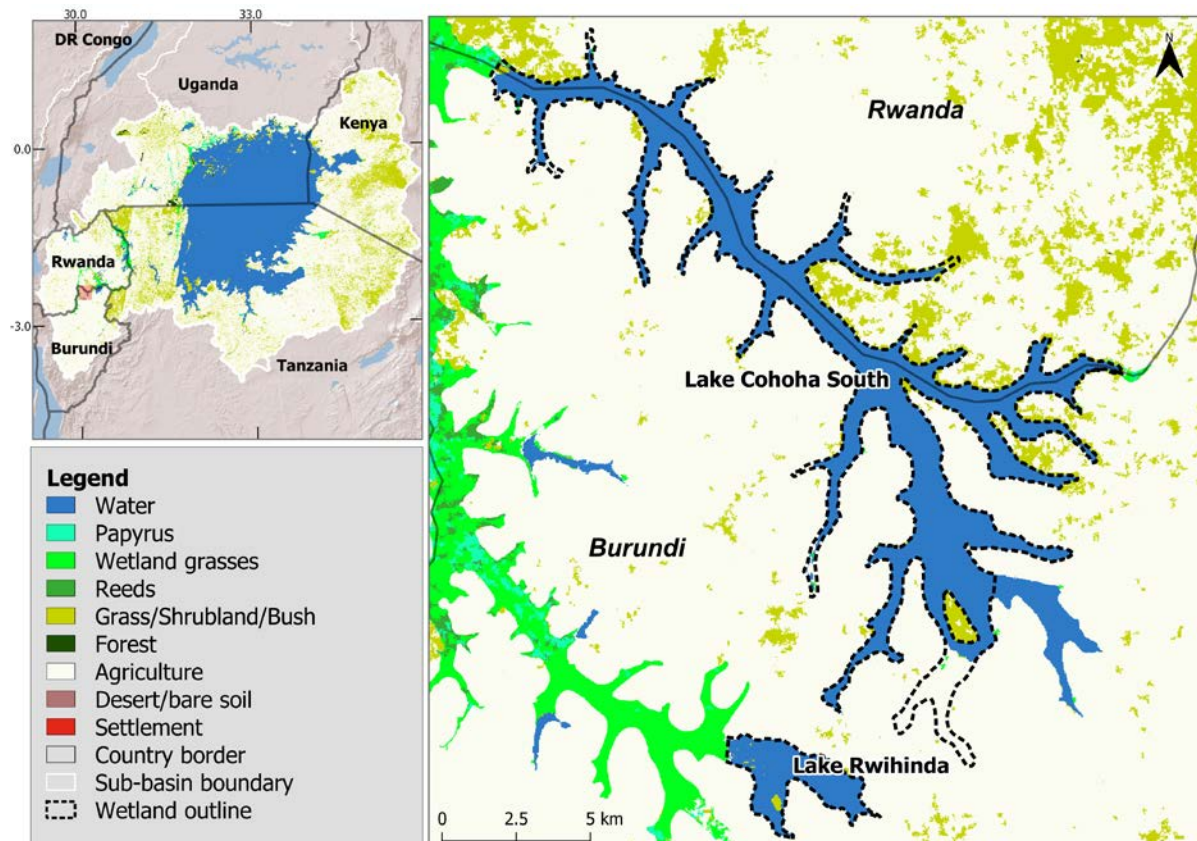 30.0
33.0
DR Congo
Uganda
Kenya
0.0
Rwanda
-3.0
Burundi
Tanzania
Legend
Water
Papyrus
Wetland grasses
Reeds
Grass/Shrubland/Bush
Forest
Agriculture
Desert/bare soil
Settlement
Country border
Sub-basin boundary
Wetland outline
N
Rwanda
Lake Cohoha South
Burundi
Lake Rwihinda
0 2.5 5 km